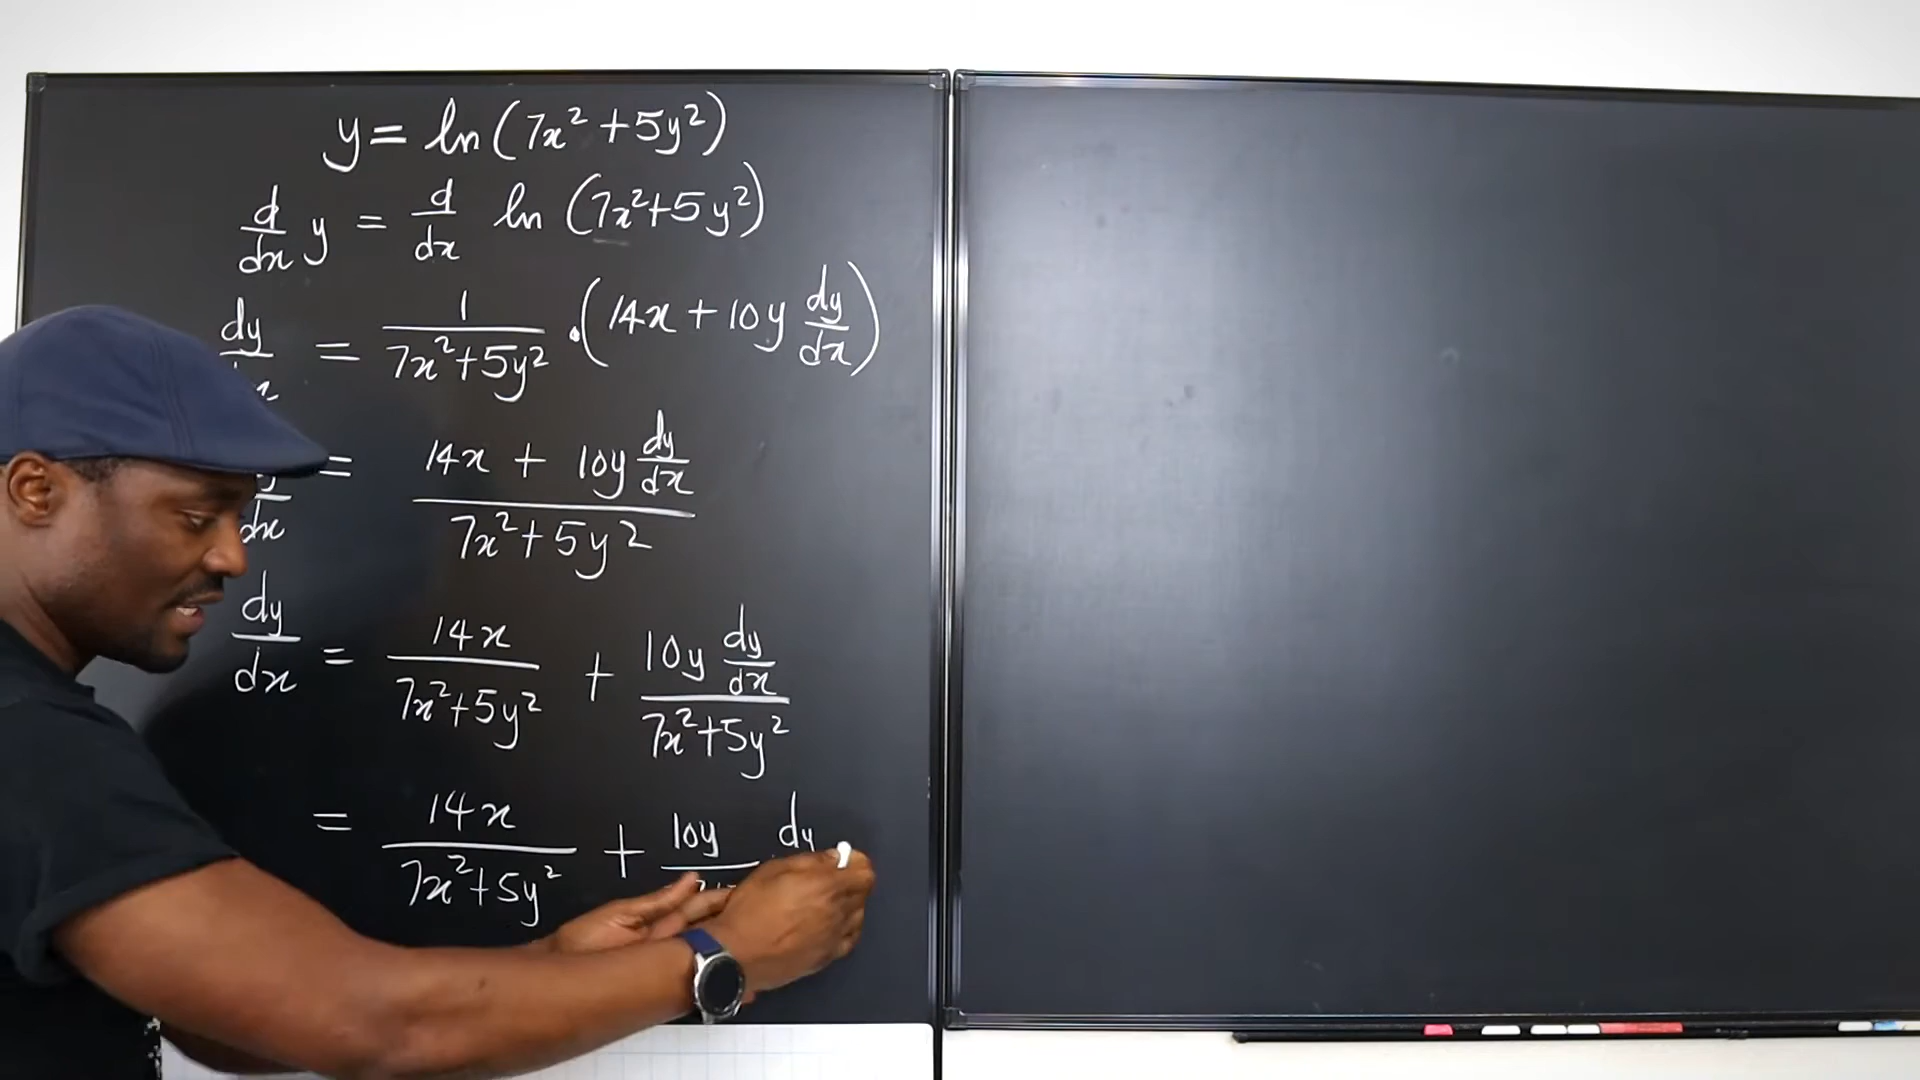 y = ln(7x² + 5y²)
d/dx y = d/dx ln (7x²+5y²)
dy = 1/(7x²+5y²) · (14x + 10y dy/dx)
= (14x + 10y dy/dx)/(7x²+5y²)
dy/dx = 14x/(7x²+5y²) + (10y dy/dx)/(7x²+5y²)
= 14x/(7x²+5y²) + 10y dy